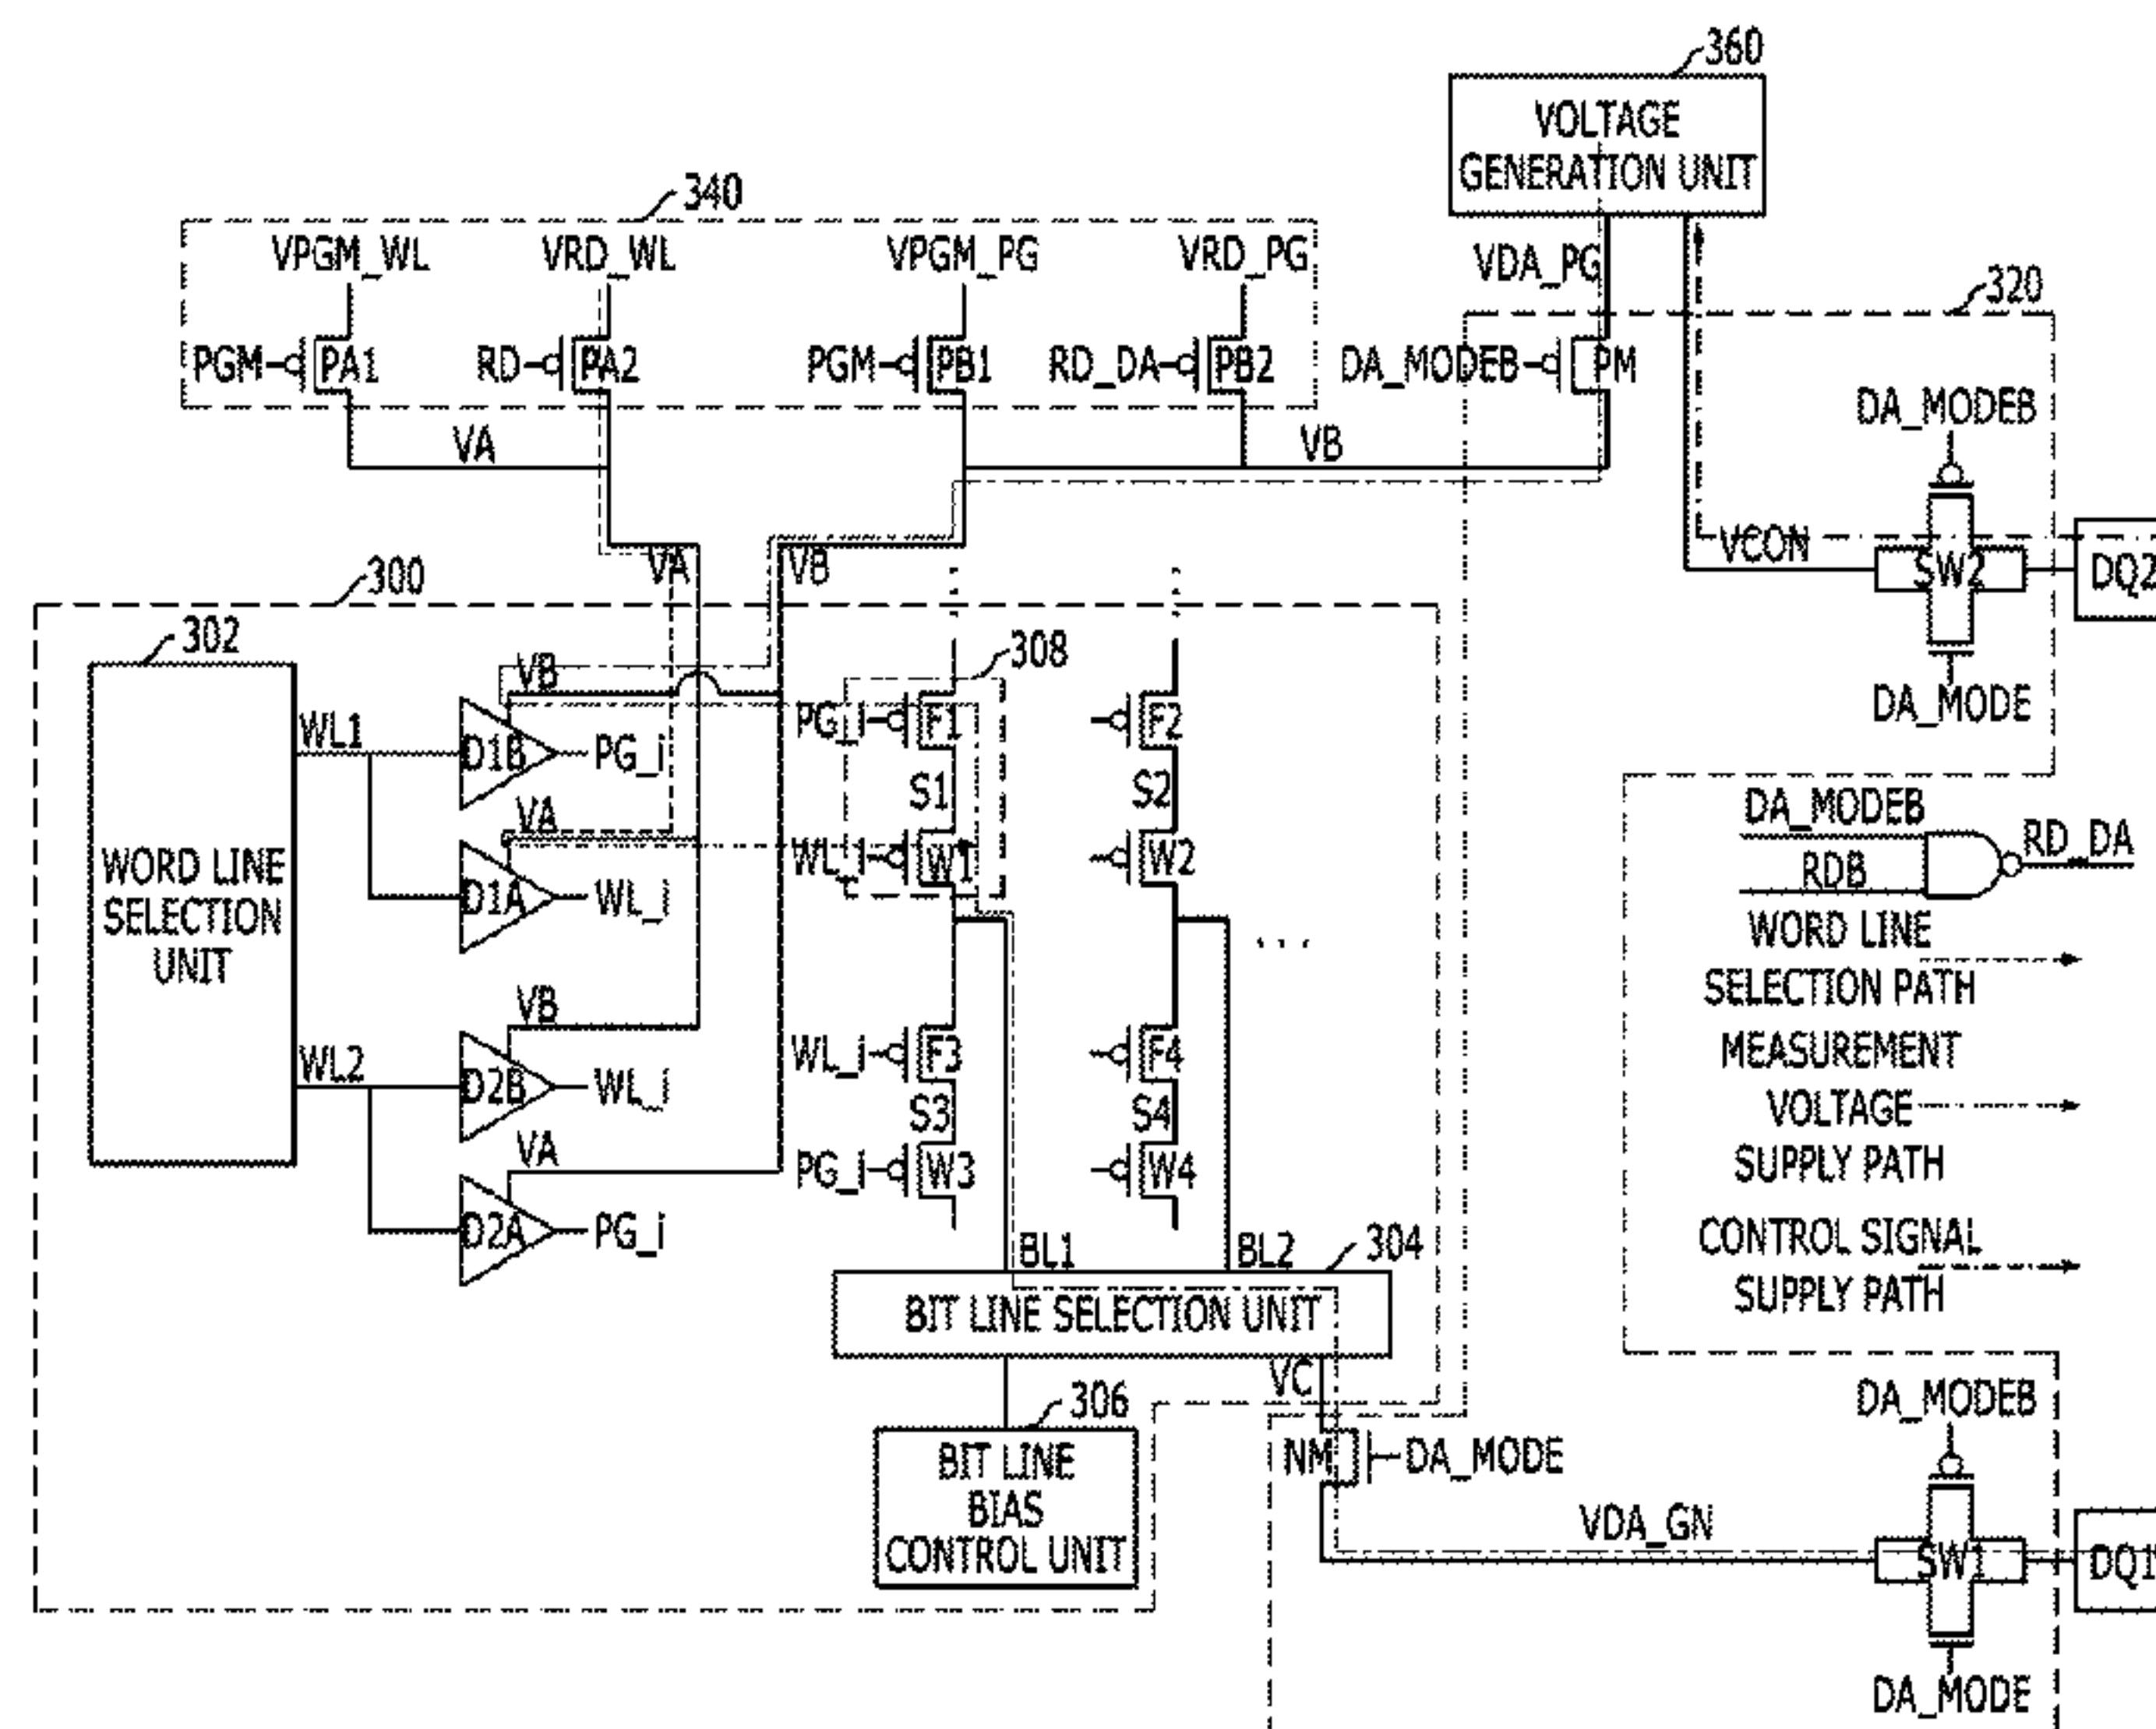 360
VOLTAGE
GENERATION UNIT
340
VPGM_WL
VRD_WL
VPGM_PG
VRD_PG
VDA_PG
320
PGM
PA1
RD
PA2
PGM
PB1
RD_DA
PB2
DA_MODEB
PM
DA_MODEB
VA
VB
VCON
SW2
DQ2
DA_MODE
VA
VB
300
302
WORD LINE
SELECTION
UNIT
WL1
VB
D1B
PG_i
VA
D1A
WL_i
WL2
VB
D2B
WL_i
VA
D2A
PG_i
308
PG_i
F1
S1
WL_i
W1
F2
S2
W2
...
WL_i
F3
S3
PG_i
W3
F4
S4
W4
BL1
BL2
304
BIT LINE SELECTION UNIT
VC
306
BIT LINE
BIAS
CONTROL UNIT
NM
DA_MODE
VDA_GN
DA_MODEB
RDB
RD_DA
WORD LINE
SELECTION PATH
MEASUREMENT
VOLTAGE
SUPPLY PATH
CONTROL SIGNAL
SUPPLY PATH
DA_MODEB
SW1
DQ1
DA_MODE